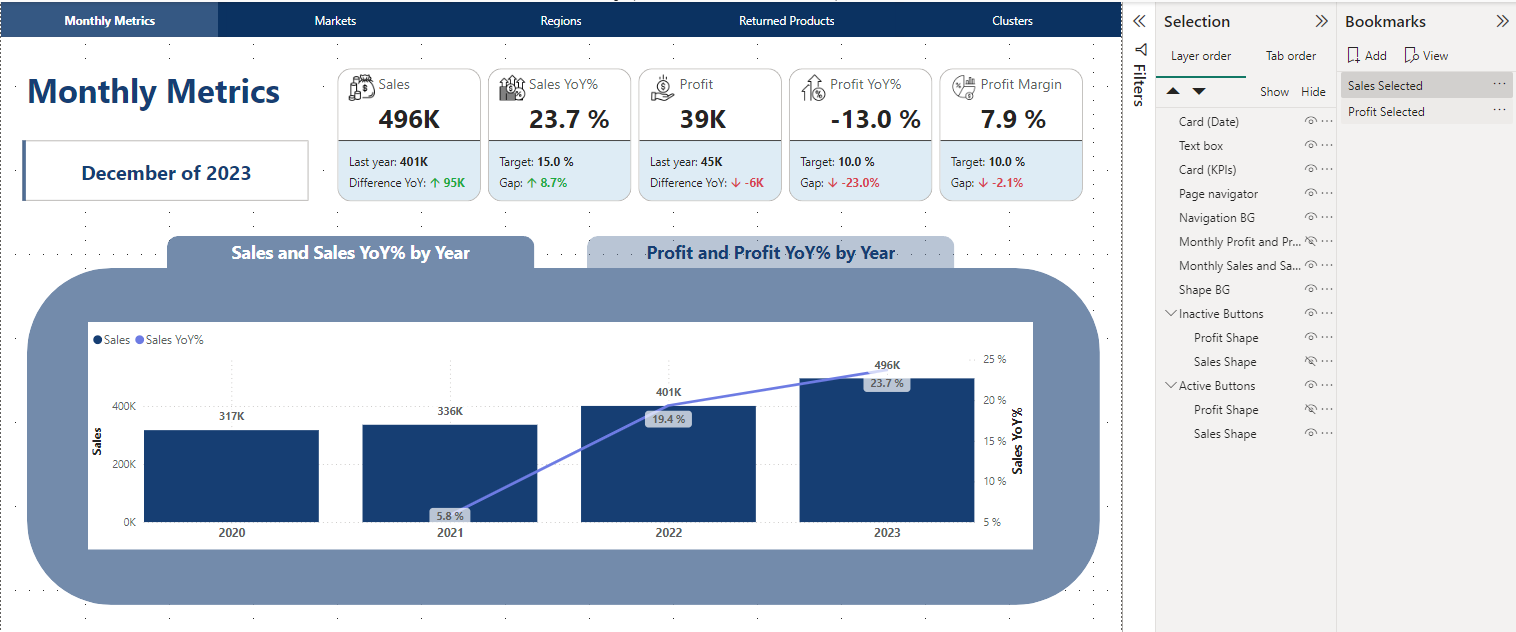 Monthly Metrics Markets Regions Returned Products Clusters
Monthly Metrics
December of 2023
Sales
496K
Last year: 401K
Difference YoY: ↑ 95K
Sales YoY%
23.7 %
Target: 15.0 %
Gap: ↑ 8.7%
Profit
39K
Last year: 45K
Difference YoY: ↓ -6K
Profit YoY%
-13.0 %
Target: 10.0 %
Gap: ↓ -23.0%
Profit Margin
7.9 %
Target: 10.0 %
Gap: ↓ -2.1%
Sales and Sales YoY% by Year
Profit and Profit YoY% by Year
Sales Sales YoY%
Sales
400K
200K
0K
317K
336K
401K
496K
5.8 %
19.4 %
23.7 %
2020 2021 2022 2023
25 %
20 %
15 %
10 %
5 %
Sales YoY%
Filters
Selection
Layer order Tab order
Show Hide
Card (Date)
Text box
Card (KPIs)
Page navigator
Navigation BG
Monthly Profit and Pr...
Monthly Sales and Sa...
Shape BG
Inactive Buttons
Profit Shape
Sales Shape
Active Buttons
Profit Shape
Sales Shape
Bookmarks
Add View
Sales Selected
Profit Selected